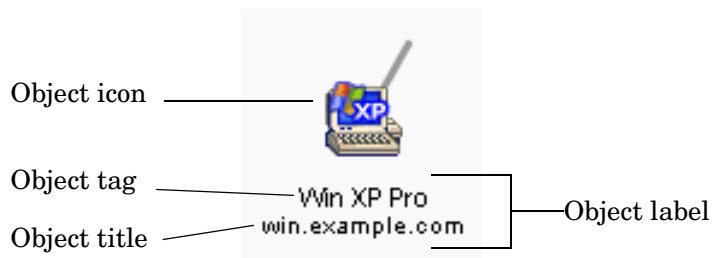 Object icon
XP
Object tag
Win XP Pro
Object label
Object title
win.example.com